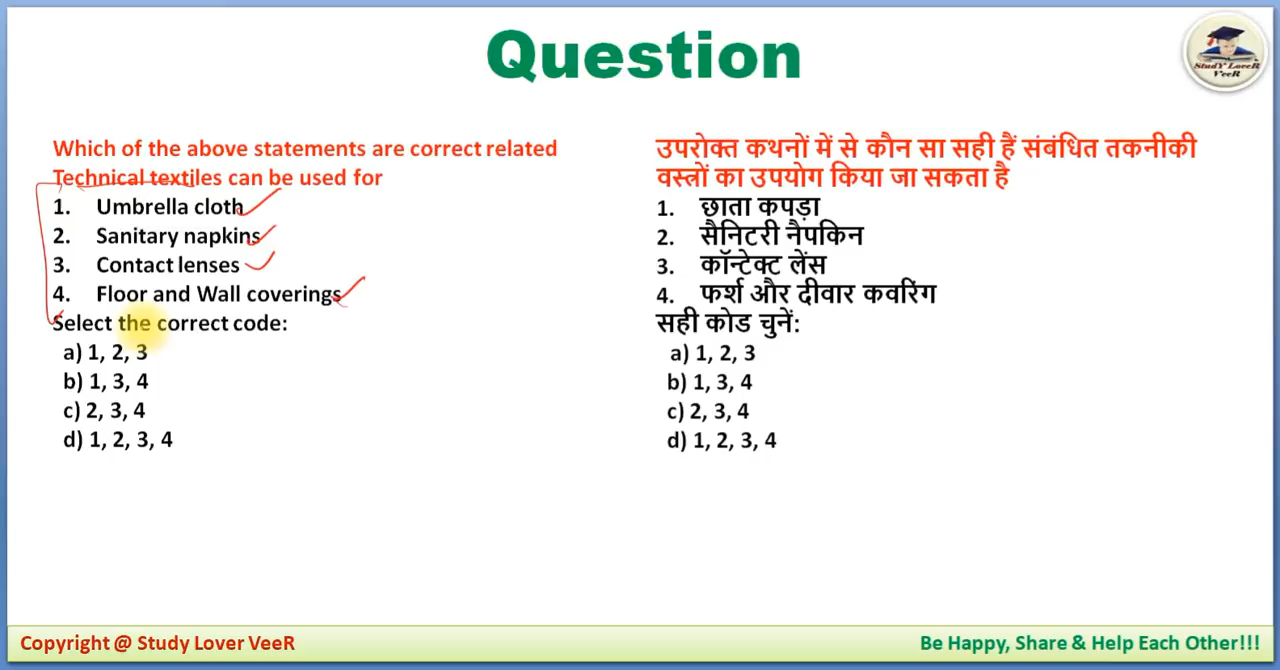 Question
StudY LoveR
VeeR
Which of the above statements are correct related
Technical textiles can be used for
1. Umbrella cloth
2. Sanitary napkins
3. Contact lenses
4. Floor and Wall coverings
Select the correct code:
a) 1, 2, 3
b) 1, 3, 4
c) 2, 3, 4
d) 1, 2, 3, 4
उपरोक्त कथनों में से कौन सा सही हैं संबंधित तकनीकी
वस्त्रों का उपयोग किया जा सकता है
1. छाता कपड़ा
2. सैनिटरी नैपकिन
3. कॉन्टेक्ट लेंस
4. फर्श और दीवार कवरिंग
सही कोड चुनें:
a) 1, 2, 3
b) 1, 3, 4
c) 2, 3, 4
d) 1, 2, 3, 4
Copyright @ Study Lover VeeR
Be Happy, Share & Help Each Other!!!